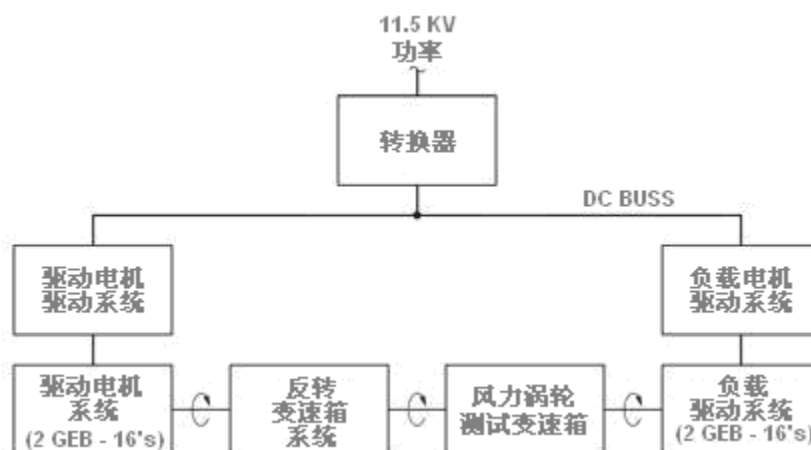 11.5 KV
功率
~
转换器
DC BUSS
驱动电机
驱动系统
负载电机
驱动系统
驱动电机
系统
(2 GEB - 16's)
反转
变速箱
系统
风力涡轮
测试变速箱
负载
驱动系统
(2 GEB - 16's)